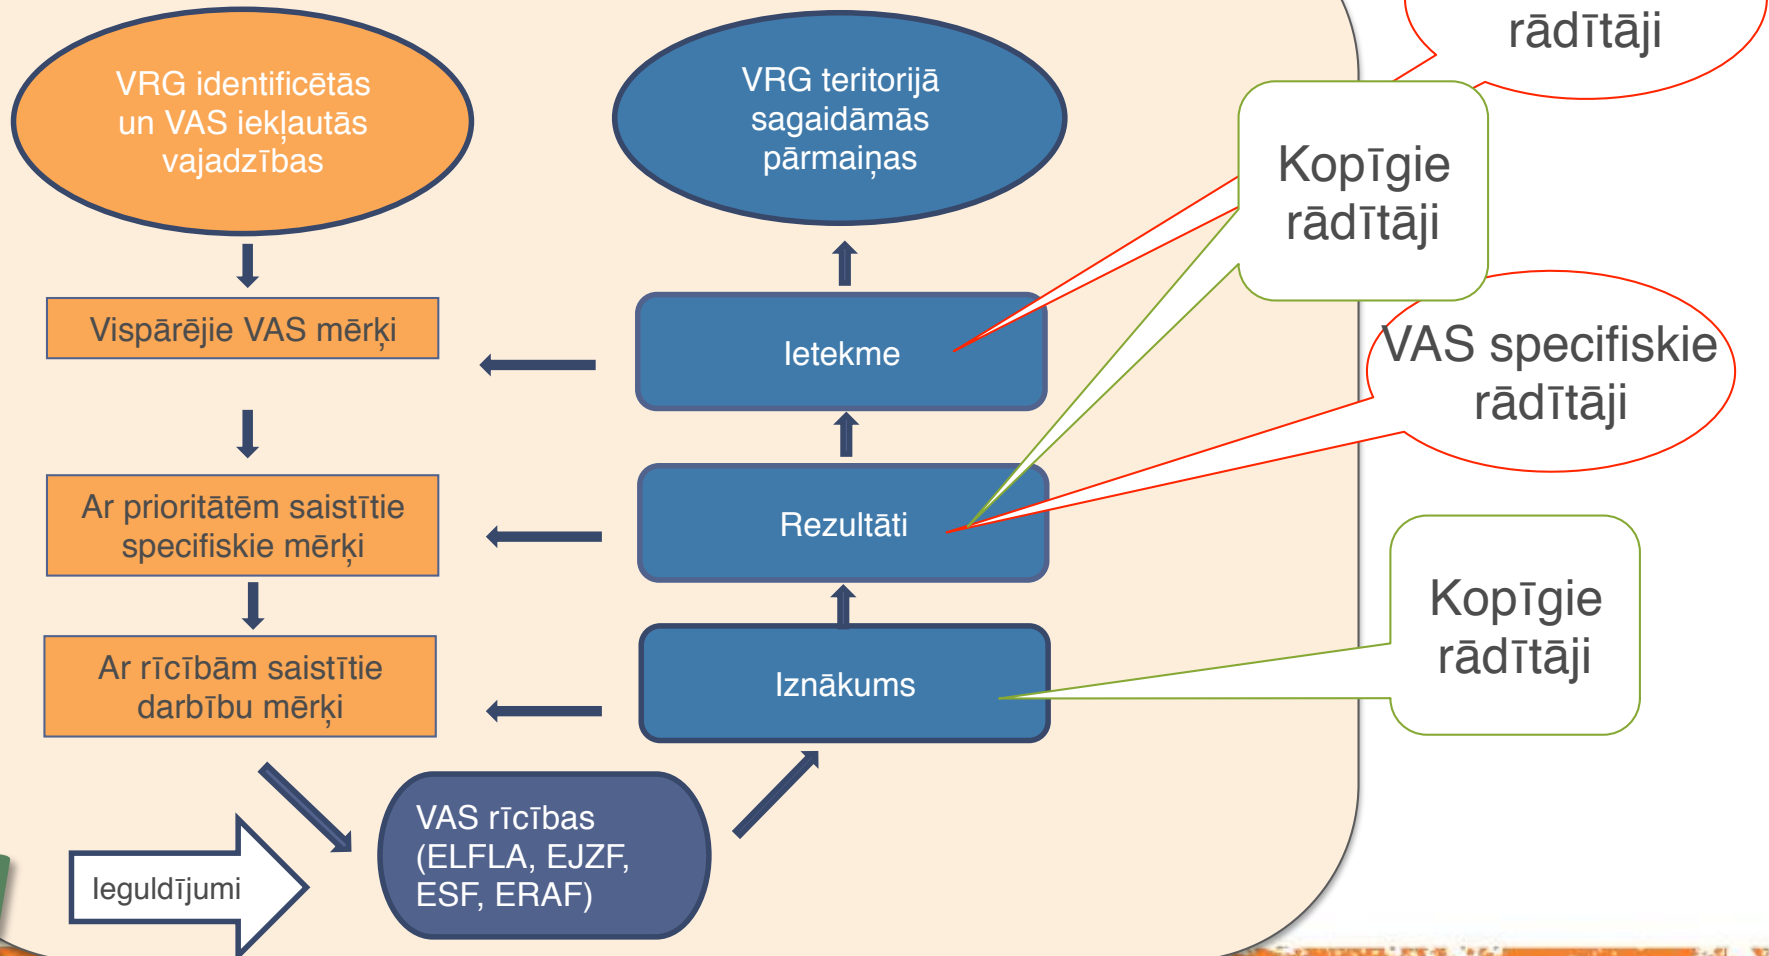 VRG identificētās
un VAS iekļautās
vajadzības
VRG teritorijā
sagaidāmās
pārmaiņas
rādītāji
Kopīgie
rādītāji
Vispārējie VAS mērķi
Ietekme
VAS specifiskie
rādītāji
Ar prioritātēm saistītie
specifiskie mērķi
Rezultāti
Kopīgie
rādītāji
Ar rīcībām saistītie
darbību mērķi
Iznākums
Ieguldījumi
VAS rīcības
(ELFLA, EJZF,
ESF, ERAF)